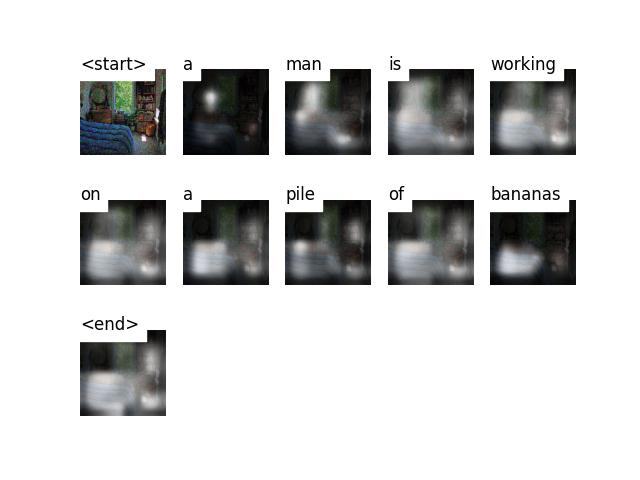 <start> a man is working
on a pile of bananas
<end>